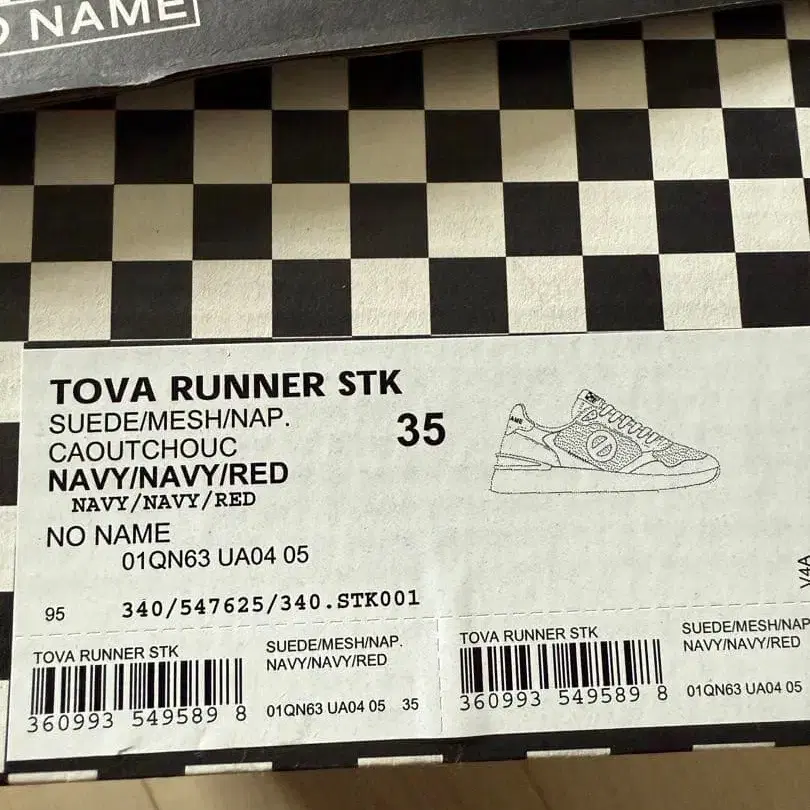 O NAME
TOVA RUNNER STK
SUEDE/MESH/NAP.
CAOUTCHOUC
35
NAVY/NAVY/RED
NAVY/NAVY/RED
NO NAME
01QN63 UA04 05
95 340/547625/340.STK001
V4A
TOVA RUNNER STK
SUEDE/MESH/NAP.
NAVY/NAVY/RED
360993 549589 8
01QN63 UA04 05 35
TOVA RUNNER STK
SUEDE/MESH/NAP
NAVY/NAVY/RED
360993 549589 8
01QN63 UA04 05